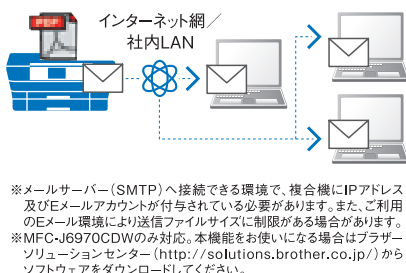 PDF
インターネット網／
社内LAN
※メールサーバー（SMTP）へ接続できる環境で、複合機にIPアドレス
及びEメールアカウントが付与されている必要があります。また、ご利用
のEメール環境により送信ファイルサイズに制限がある場合があります。
※MFC-J6970CDWのみ対応。本機能をお使いになる場合はブラザー
ソリューションセンター（http://solutions.brother.co.jp/）から
ソフトウェアをダウンロードしてください。